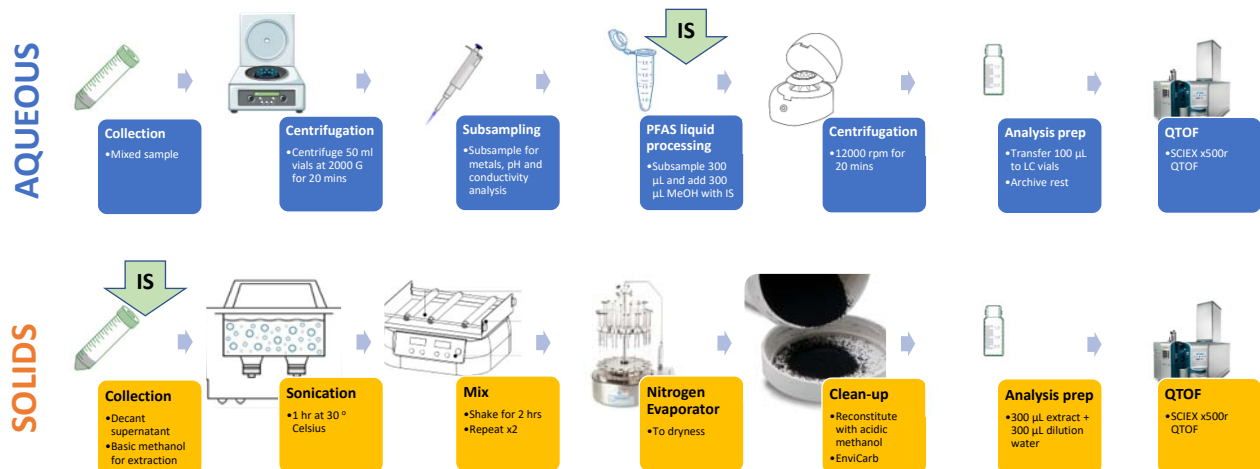 AQUEOUS
IS
Collection
•Mixed sample
Centrifugation
•Centrifuge 50 ml
vials at 2000 G
for 20 mins
Subsampling
•Subsample for
metals, pH and
conductivity
analysis
PFAS liquid
processing
•Subsample 300
µL and add 300
µL MeOH with IS
Centrifugation
•12000 rpm for
20 mins
Analysis prep
•Transfer 100 µL
to LC vials
•Archive rest
QTOF
•SCIEX x500r
QTOF
SOLIDS
IS
Collection
•Decant
supernatant
•Basic methanol
for extraction
Sonication
•1 hr at 30 º
Celsius
Mix
•Shake for 2 hrs
•Repeat x2
Nitrogen
Evaporator
•To dryness
Clean-up
•Reconstitute
with acidic
methanol
•EnviCarb
Analysis prep
•300 µL extract +
300 µL dilution
water
QTOF
•SCIEX x500r
QTOF